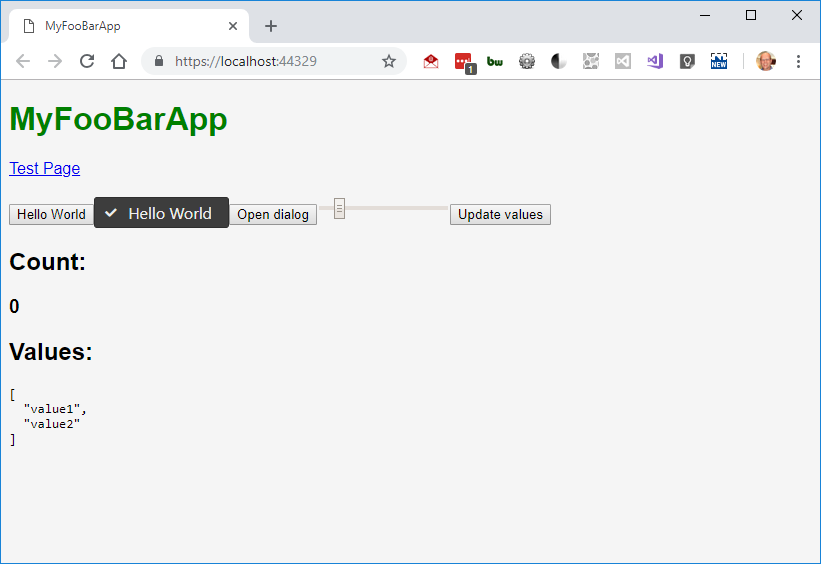 MyFooBarApp
https://localhost:44329
1
bw
NEW
MyFooBarApp
Test Page
Hello World Hello World Open dialog Update values
Count:
0
Values:
[
"value1",
"value2"
]